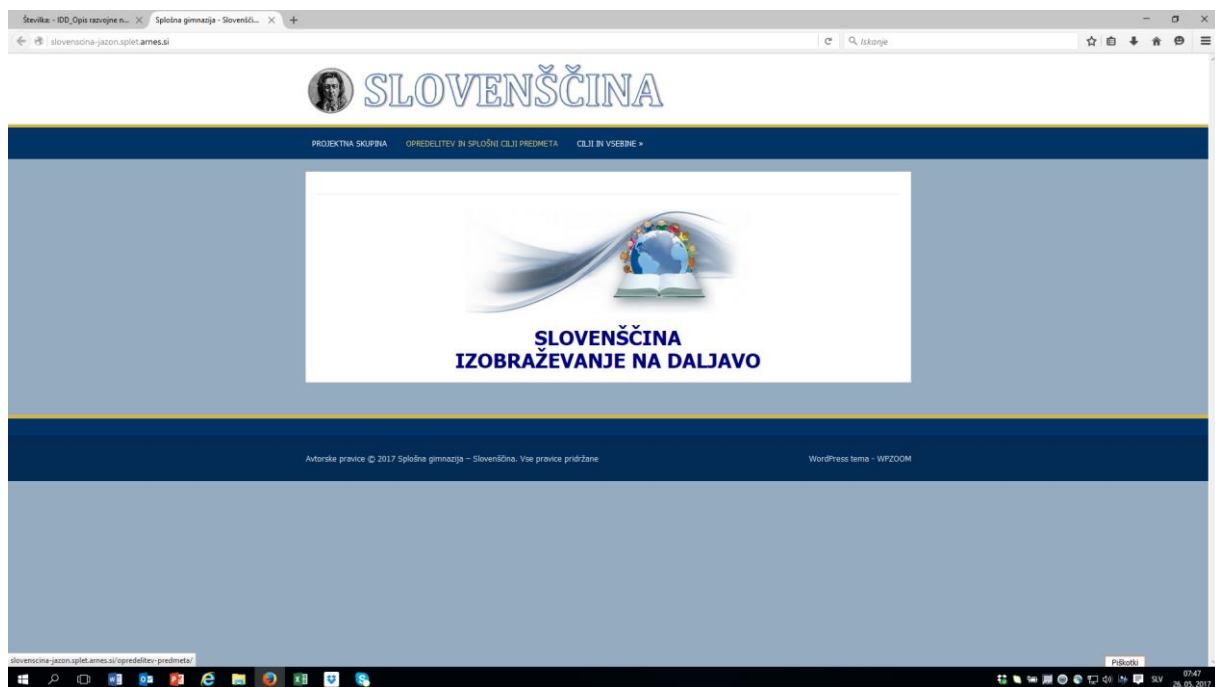 Številka: - IDD_Opis razvojne n...
Splošna gimnazija - Slovenšči...
slovenscina-jazon.splet.arnes.si
Iskanje
SLOVENŠČINA
PROJEKTNA SKUPINA
OPREDELITEV IN SPLOŠNI CILJI PREDMETA
CILJI IN VSEBINE »
SLOVENŠČINA
IZOBRAŽEVANJE NA DALJAVO
Avtorske pravice © 2017 Splošna gimnazija – Slovenščina. Vse pravice pridržane
WordPress tema - WPZOOM
slovenscina-jazon.splet.arnes.si/opredelitev-predmeta/
Piškotki
SLV
07:47
26. 05. 2017